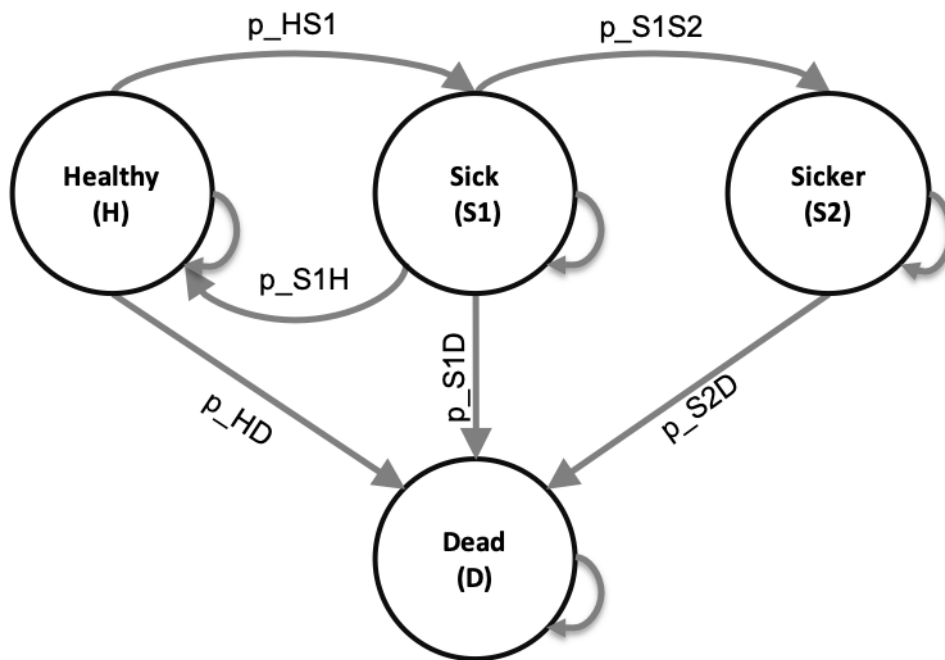 p_HS1
p_S1S2
Healthy
(H)
Sick
(S1)
Sicker
(S2)
p_S1H
p_HD
p_S1D
p_S2D
Dead
(D)